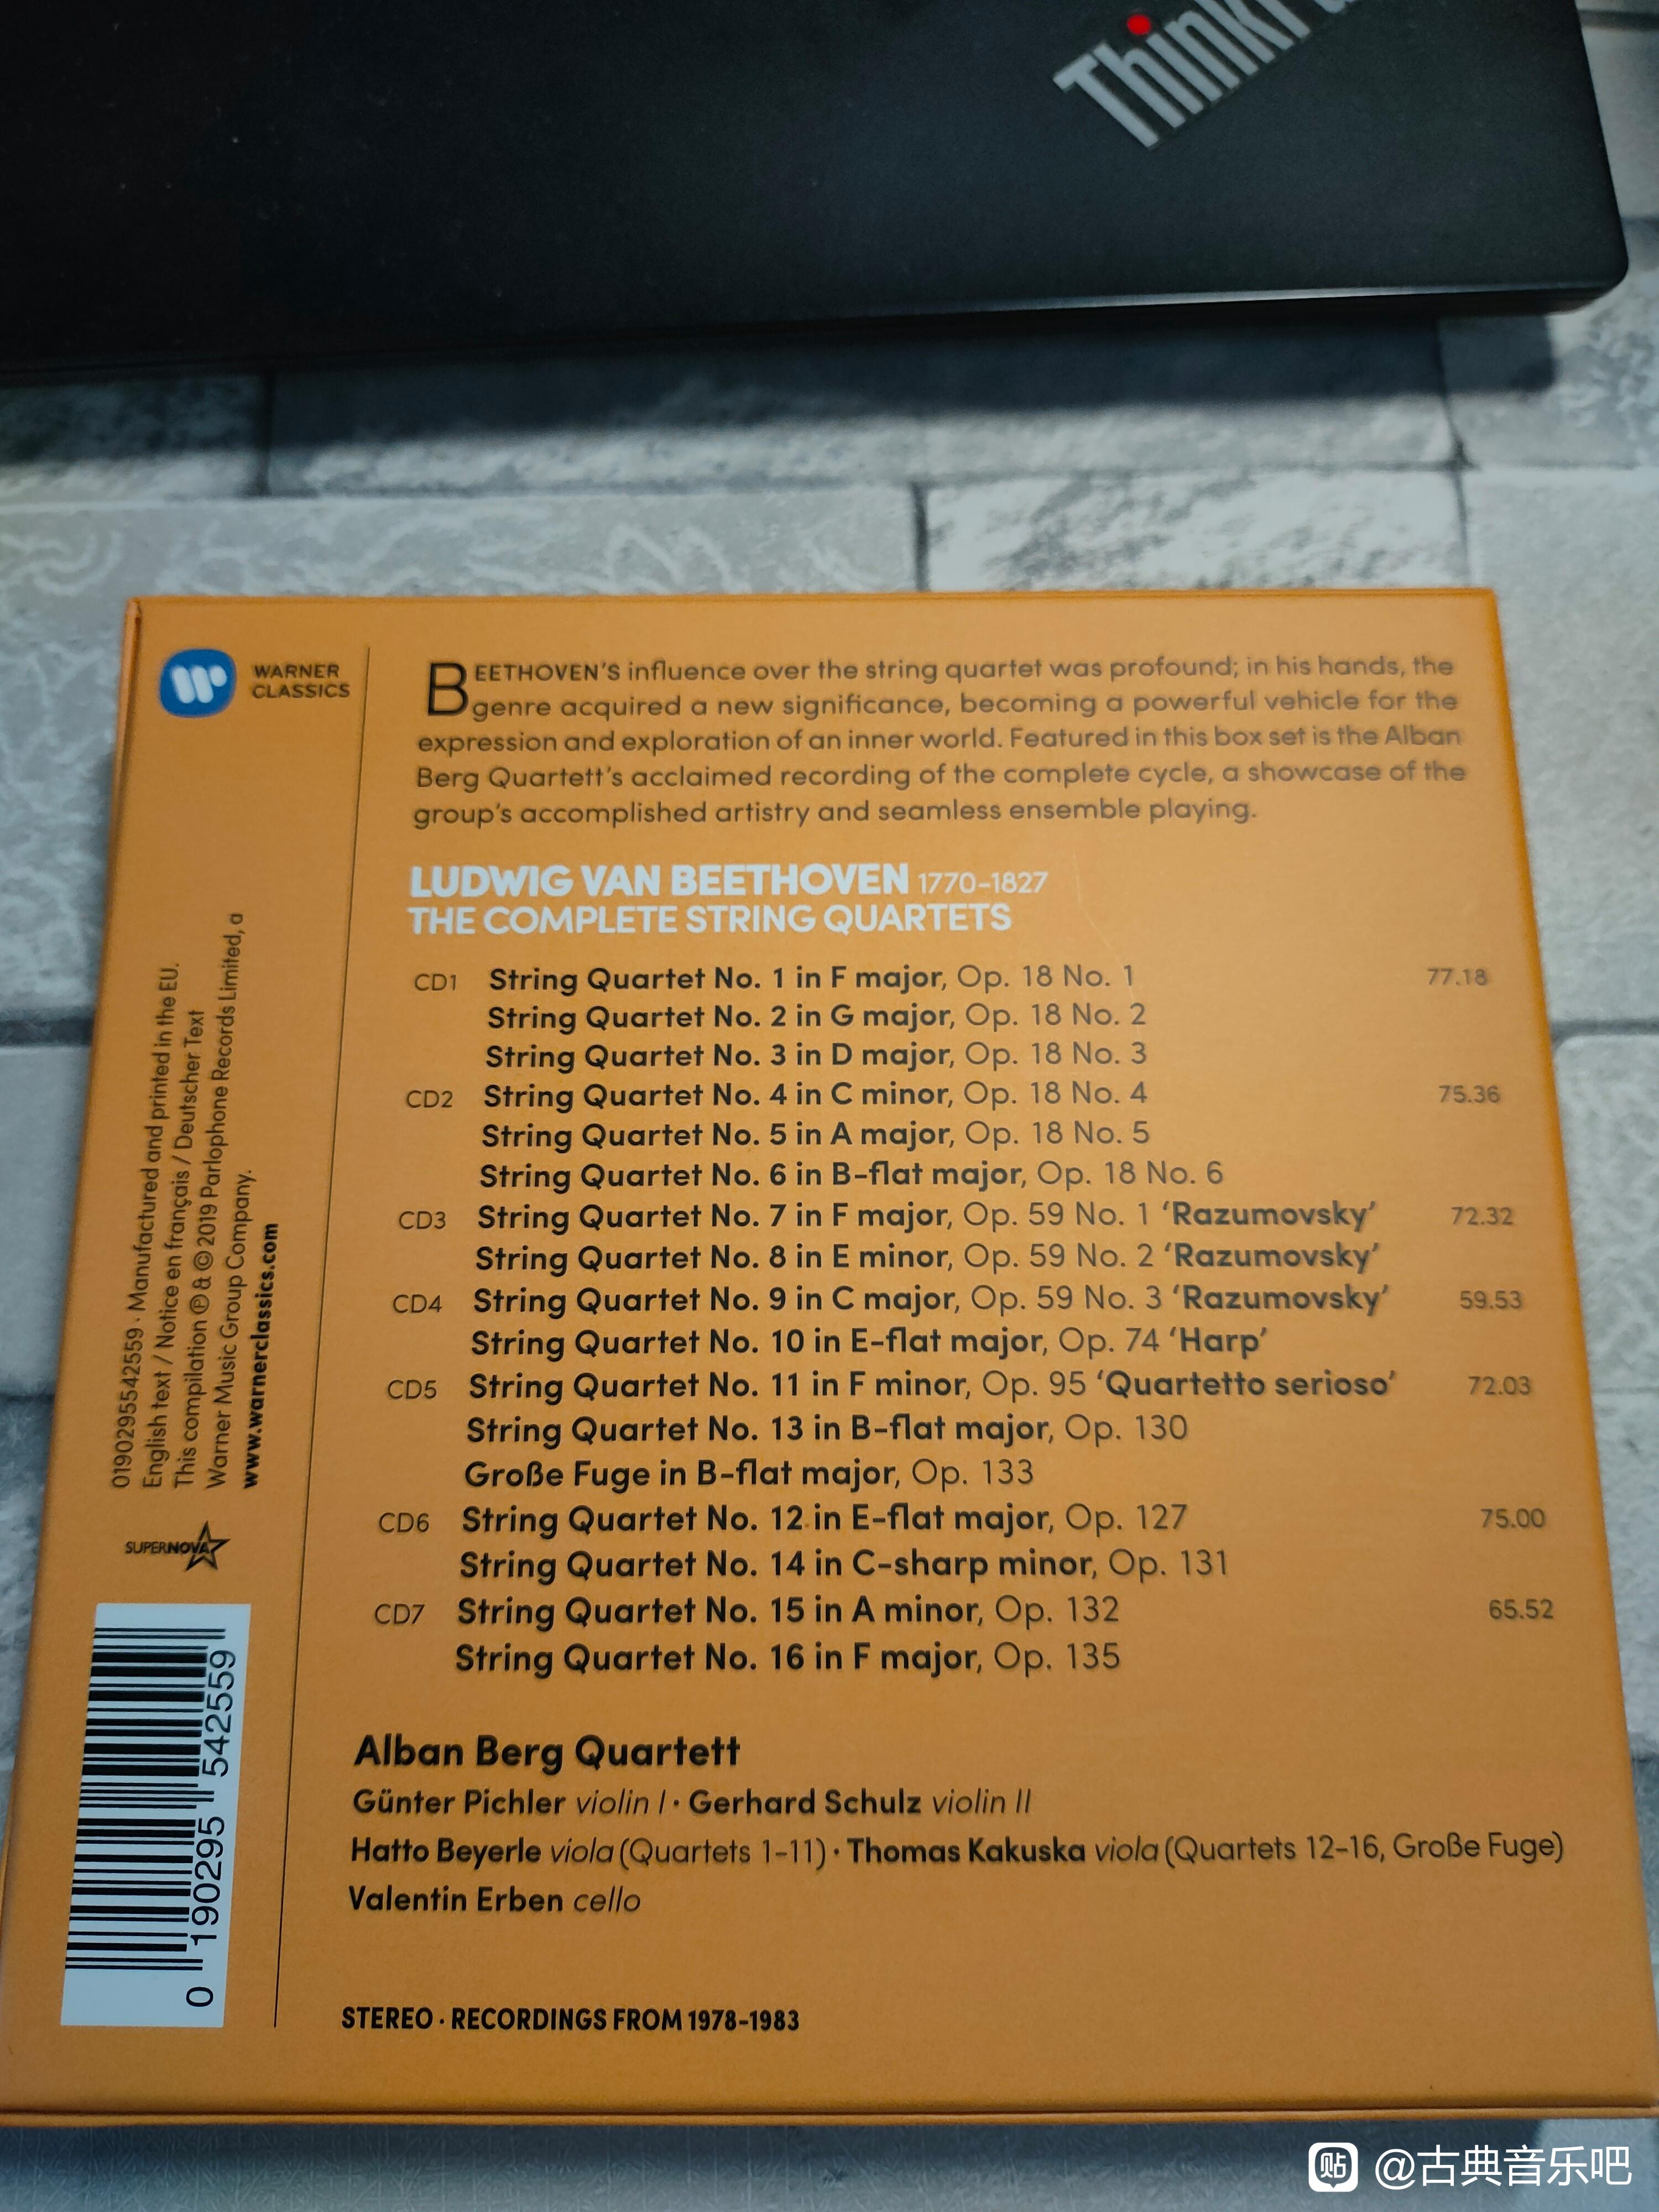 ThinkPa
WARNER
CLASSICS
BEETHOVEN'S influence over the string quartet was profound; in his hands, the
genre acquired a new significance, becoming a powerful vehicle for the
expression and exploration of an inner world. Featured in this box set is the Alban
Berg Quartett's acclaimed recording of the complete cycle, a showcase of the
group's accomplished artistry and seamless ensemble playing.
LUDWIG VAN BEETHOVEN 1770-1827
THE COMPLETE STRING QUARTETS
CD1 String Quartet No. 1 in F major, Op. 18 No. 1 77.18
String Quartet No. 2 in G major, Op. 18 No. 2
String Quartet No. 3 in D major, Op. 18 No. 3
CD2 String Quartet No. 4 in C minor, Op. 18 No. 4 75.36
String Quartet No. 5 in A major, Op. 18 No. 5
String Quartet No. 6 in B-flat major, Op. 18 No. 6
CD3 String Quartet No. 7 in F major, Op. 59 No. 1 ‘Razumovsky’ 72.32
String Quartet No. 8 in E minor, Op. 59 No. 2 ‘Razumovsky’
CD4 String Quartet No. 9 in C major, Op. 59 No. 3 ‘Razumovsky’ 59.53
String Quartet No. 10 in E-flat major, Op. 74 ‘Harp’
CD5 String Quartet No. 11 in F minor, Op. 95 ‘Quartetto serioso’ 72.03
String Quartet No. 13 in B-flat major, Op. 130
Große Fuge in B-flat major, Op. 133
CD6 String Quartet No. 12 in E-flat major, Op. 127 75.00
String Quartet No. 14 in C-sharp minor, Op. 131
CD7 String Quartet No. 15 in A minor, Op. 132 65.52
String Quartet No. 16 in F major, Op. 135
Alban Berg Quartett
Günter Pichler violin I · Gerhard Schulz violin II
Hatto Beyerle viola (Quartets 1-11) · Thomas Kakuska viola (Quartets 12-16, Große Fuge)
Valentin Erben cello
STEREO · RECORDINGS FROM 1978-1983
0190295542559 · Manufactured and printed in the EU.
English text / Notice en français / Deutscher Text
This compilation ℗ & © 2019 Parlophone Records Limited, a
Warner Music Group Company.
www.warnerclassics.com
SUPERNOVA
0 190295 542559
贴 @古典音乐吧